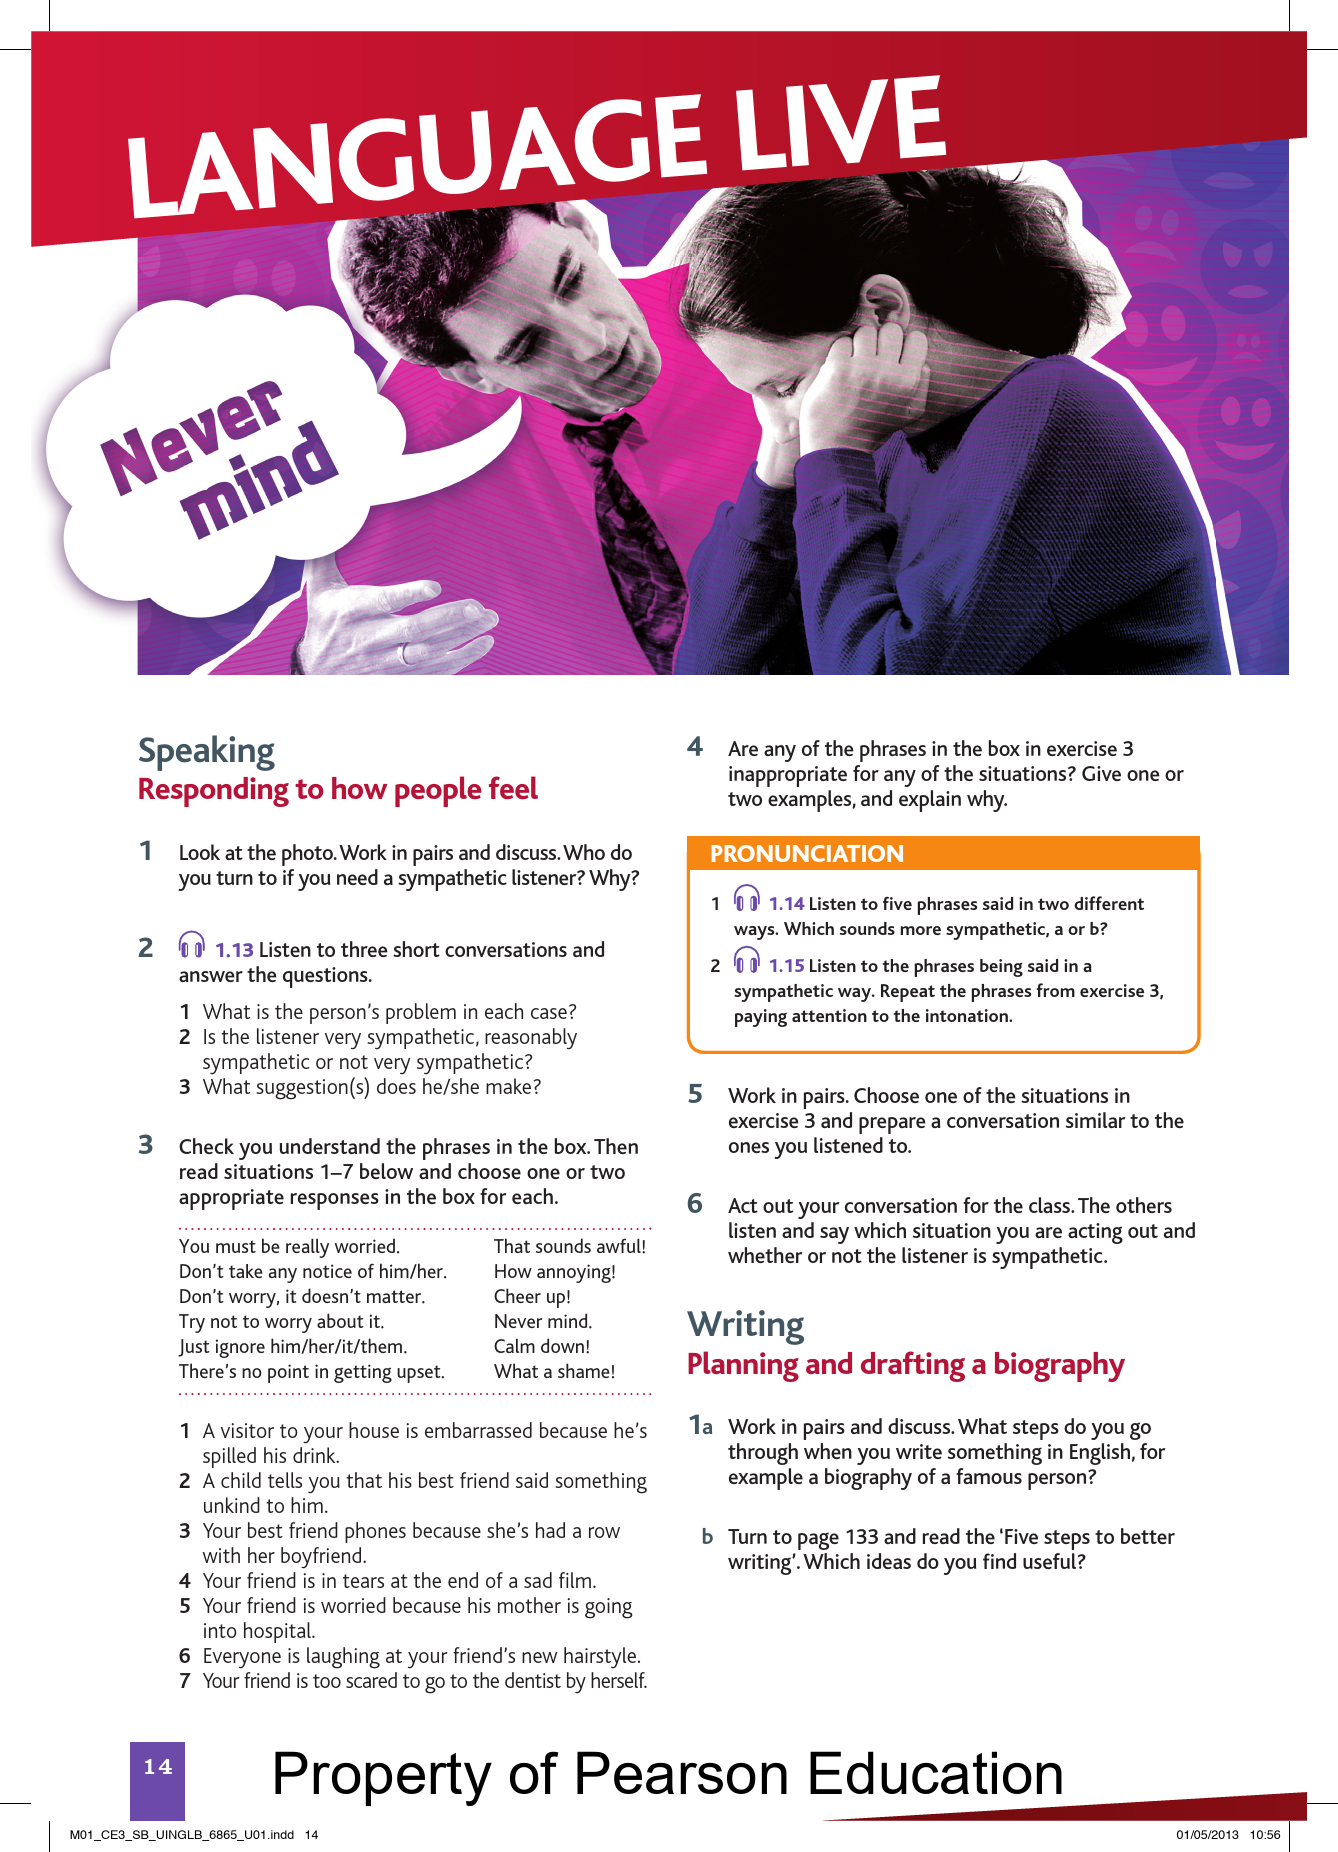 LANGUAGE LIVE
Never
mind
Speaking
Responding to how people feel
1 Look at the photo. Work in pairs and discuss. Who do
you turn to if you need a sympathetic listener? Why?
2 1.13 Listen to three short conversations and
answer the questions.
1 What is the person's problem in each case?
2 Is the listener very sympathetic, reasonably
sympathetic or not very sympathetic?
3 What suggestion(s) does he/she make?
3 Check you understand the phrases in the box. Then
read situations 1–7 below and choose one or two
appropriate responses in the box for each.
You must be really worried. That sounds awful!
Don't take any notice of him/her. How annoying!
Don't worry, it doesn't matter. Cheer up!
Try not to worry about it. Never mind.
Just ignore him/her/it/them. Calm down!
There's no point in getting upset. What a shame!
1 A visitor to your house is embarrassed because he's
spilled his drink.
2 A child tells you that his best friend said something
unkind to him.
3 Your best friend phones because she's had a row
with her boyfriend.
4 Your friend is in tears at the end of a sad film.
5 Your friend is worried because his mother is going
into hospital.
6 Everyone is laughing at your friend's new hairstyle.
7 Your friend is too scared to go to the dentist by herself.
4 Are any of the phrases in the box in exercise 3
inappropriate for any of the situations? Give one or
two examples, and explain why.
PRONUNCIATION
1 1.14 Listen to five phrases said in two different
ways. Which sounds more sympathetic, a or b?
2 1.15 Listen to the phrases being said in a
sympathetic way. Repeat the phrases from exercise 3,
paying attention to the intonation.
5 Work in pairs. Choose one of the situations in
exercise 3 and prepare a conversation similar to the
ones you listened to.
6 Act out your conversation for the class. The others
listen and say which situation you are acting out and
whether or not the listener is sympathetic.
Writing
Planning and drafting a biography
1a Work in pairs and discuss. What steps do you go
through when you write something in English, for
example a biography of a famous person?
b Turn to page 133 and read the ‘Five steps to better
writing’. Which ideas do you find useful?
14
Property of Pearson Education
M01_CE3_SB_UINGLB_6865_U01.indd 14
01/05/2013 10:56